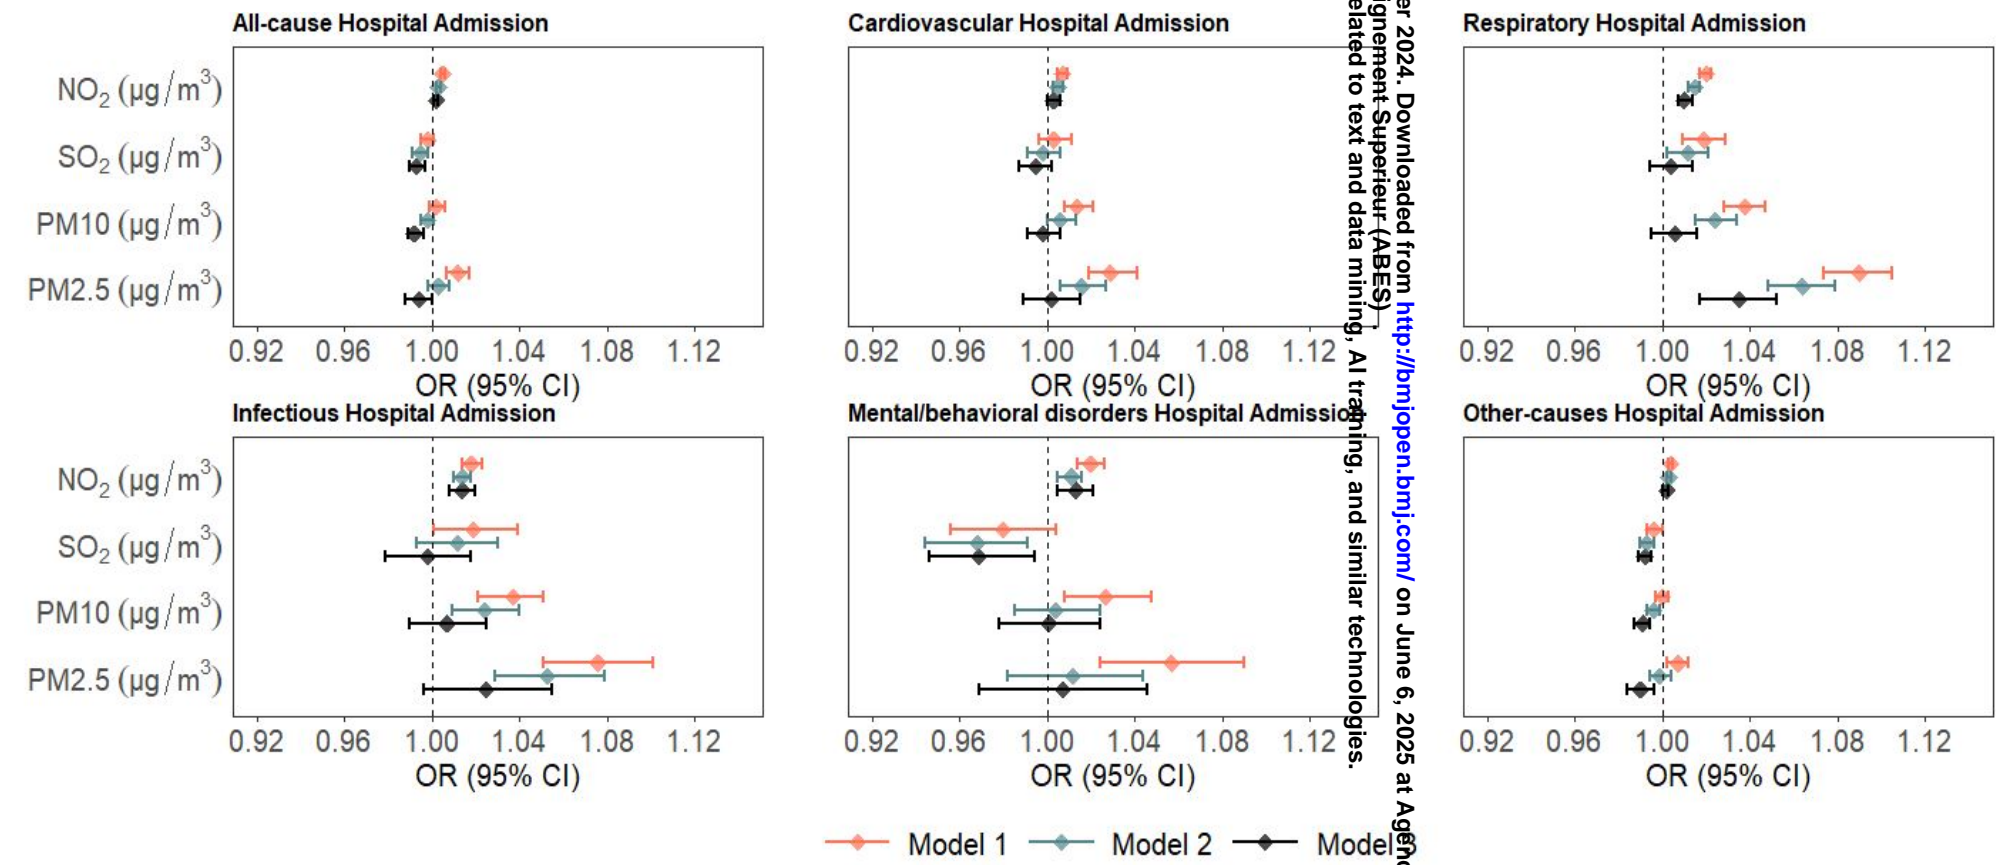 All-cause Hospital Admission
NO2 (μg/m3)
SO2 (μg/m3)
PM10 (μg/m3)
PM2.5 (μg/m3)
0.92 0.96 1.00 1.04 1.08 1.12
OR (95% CI)
Cardiovascular Hospital Admission
0.92 0.96 1.00 1.04 1.08 1.12
OR (95% CI)
Respiratory Hospital Admission
0.92 0.96 1.00 1.04 1.08 1.12
OR (95% CI)
Infectious Hospital Admission
NO2 (μg/m3)
SO2 (μg/m3)
PM10 (μg/m3)
PM2.5 (μg/m3)
0.92 0.96 1.00 1.04 1.08 1.12
OR (95% CI)
Mental/behavioral disorders Hospital Admission
0.92 0.96 1.00 1.04 1.08 1.12
OR (95% CI)
Other-causes Hospital Admission
0.92 0.96 1.00 1.04 1.08 1.12
OR (95% CI)
Model 1 Model 2 Model 3
er 2024. Downloaded from http://bmjopen.bmj.com/ on June 6, 2025 at Agenc
ignement Superieur (ABES) .
elated to text and data mining, AI training, and similar technologies.